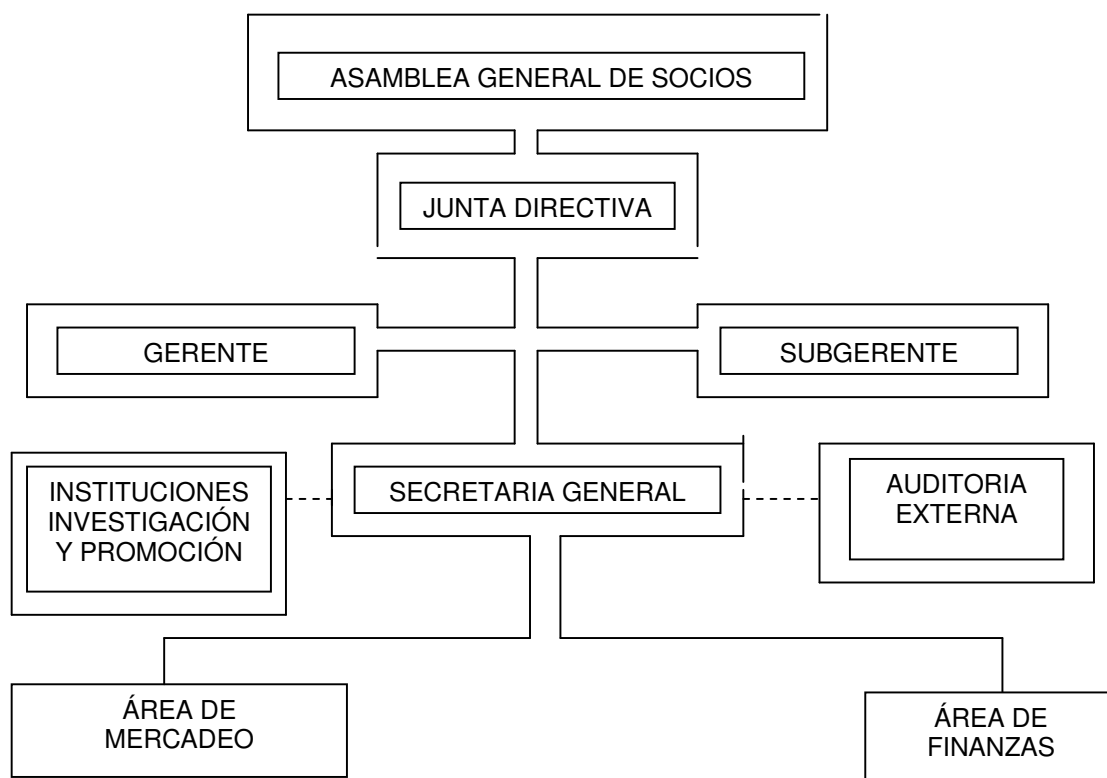 ASAMBLEA GENERAL DE SOCIOS
JUNTA DIRECTIVA
GERENTE
SUBGERENTE
INSTITUCIONES
INVESTIGACIÓN
Y PROMOCIÓN
SECRETARIA GENERAL
AUDITORIA
EXTERNA
ÁREA DE
MERCADEO
ÁREA DE
FINANZAS